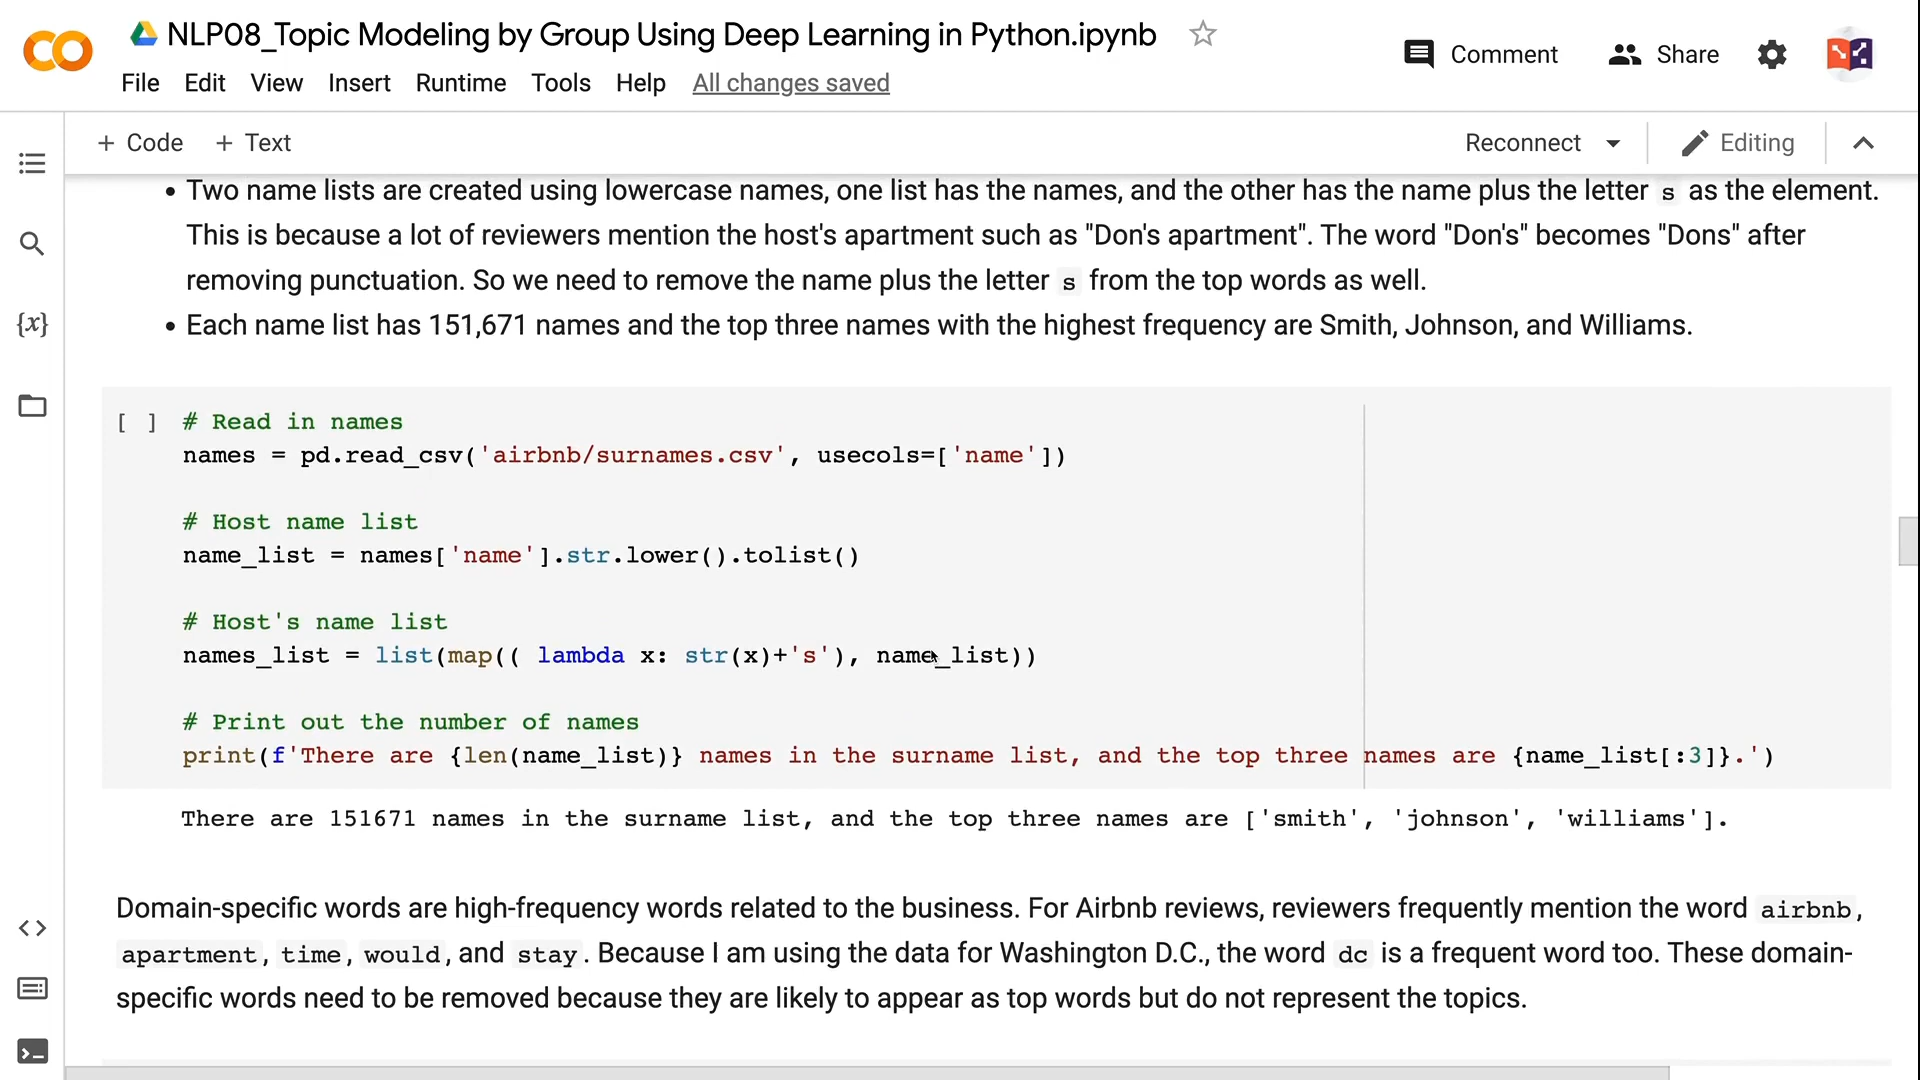 NLP08_Topic Modeling by Group Using Deep Learning in Python.ipynb
File Edit View Insert Runtime Tools Help All changes saved
Comment Share
+ Code + Text
Reconnect Editing
• Two name lists are created using lowercase names, one list has the names, and the other has the name plus the letter s as the element.
This is because a lot of reviewers mention the host's apartment such as "Don's apartment". The word "Don's" becomes "Dons" after
removing punctuation. So we need to remove the name plus the letter s from the top words as well.
• Each name list has 151,671 names and the top three names with the highest frequency are Smith, Johnson, and Williams.
[ ] # Read in names
names = pd.read_csv('airbnb/surnames.csv', usecols=['name'])
# Host name list
name_list = names['name'].str.lower().tolist()
# Host's name list
names_list = list(map(( lambda x: str(x)+'s'), name_list))
# Print out the number of names
print(f'There are {len(name_list)} names in the surname list, and the top three names are {name_list[:3]}.')
There are 151671 names in the surname list, and the top three names are ['smith', 'johnson', 'williams'].
Domain-specific words are high-frequency words related to the business. For Airbnb reviews, reviewers frequently mention the word airbnb,
apartment, time, would, and stay. Because I am using the data for Washington D.C., the word dc is a frequent word too. These domain-
specific words need to be removed because they are likely to appear as top words but do not represent the topics.